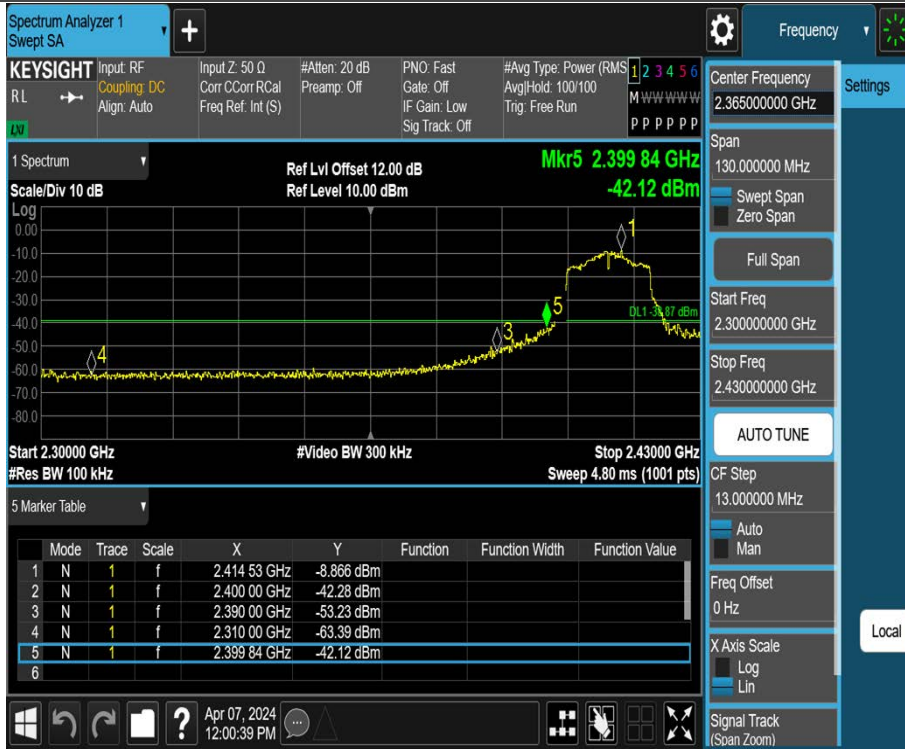 Spectrum Analyzer 1
Swept SA
+
Frequency
KEYSIGHT
R L
LXI
Input: RF
Coupling: DC
Align: Auto
Input Z: 50 Ω
Corr CCorr RCal
Freq Ref: Int (S)
#Atten: 20 dB
Preamp: Off
PNO: Fast
Gate: Off
IF Gain: Low
Sig Track: Off
#Avg Type: Power (RMS
Avg|Hold: 100/100
Trig: Free Run
1 2 3 4 5 6
M W W W W W
P P P P P P
1 Spectrum
Scale/Div 10 dB
Ref Lvl Offset 12.00 dB
Ref Level 10.00 dBm
Mkr5 2.399 84 GHz
-42.12 dBm
Log
0.00
-10.0
-20.0
-30.0
-40.0
-50.0
-60.0
-70.0
-80.0
1
5
3
4
DL1 -38.87 dBm
Start 2.30000 GHz
#Video BW 300 kHz
Stop 2.43000 GHz
#Res BW 100 kHz
Sweep 4.80 ms (1001 pts)
5 Marker Table
Mode Trace Scale X Y Function Function Width Function Value
1 N 1 f 2.414 53 GHz -8.866 dBm
2 N 1 f 2.400 00 GHz -42.28 dBm
3 N 1 f 2.390 00 GHz -53.23 dBm
4 N 1 f 2.310 00 GHz -63.39 dBm
5 N 1 f 2.399 84 GHz -42.12 dBm
6
?
Apr 07, 2024
12:00:39 PM
Center Frequency
2.365000000 GHz
Settings
Span
130.000000 MHz
Swept Span
Zero Span
Full Span
Start Freq
2.300000000 GHz
Stop Freq
2.430000000 GHz
AUTO TUNE
CF Step
13.000000 MHz
Auto
Man
Freq Offset
0 Hz
Local
X Axis Scale
Log
Lin
Signal Track
(Span Zoom)